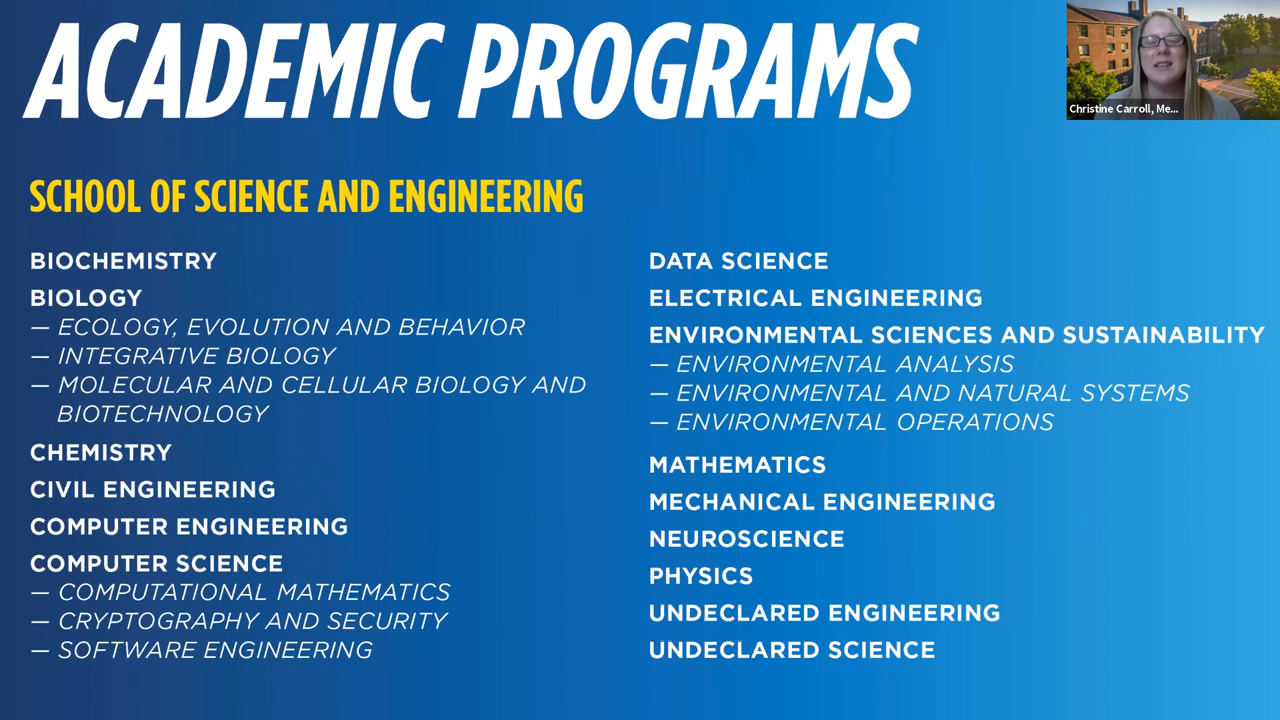 ACADEMIC PROGRAMS
Christine Carroll, Me...
SCHOOL OF SCIENCE AND ENGINEERING
BIOCHEMISTRY
BIOLOGY
— ECOLOGY, EVOLUTION AND BEHAVIOR
— INTEGRATIVE BIOLOGY
— MOLECULAR AND CELLULAR BIOLOGY AND
BIOTECHNOLOGY
CHEMISTRY
CIVIL ENGINEERING
COMPUTER ENGINEERING
COMPUTER SCIENCE
— COMPUTATIONAL MATHEMATICS
— CRYPTOGRAPHY AND SECURITY
— SOFTWARE ENGINEERING
DATA SCIENCE
ELECTRICAL ENGINEERING
ENVIRONMENTAL SCIENCES AND SUSTAINABILITY
— ENVIRONMENTAL ANALYSIS
— ENVIRONMENTAL AND NATURAL SYSTEMS
— ENVIRONMENTAL OPERATIONS
MATHEMATICS
MECHANICAL ENGINEERING
NEUROSCIENCE
PHYSICS
UNDECLARED ENGINEERING
UNDECLARED SCIENCE